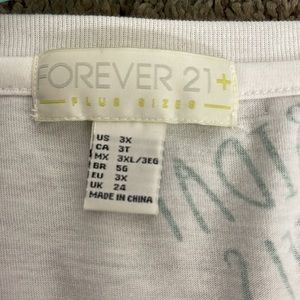 FOREVER 21+
PLUS SIZES
US 3X
CA 3T
MX 3XL/3EG
BR 56
EU 3X
UK 24
MADE IN CHINA